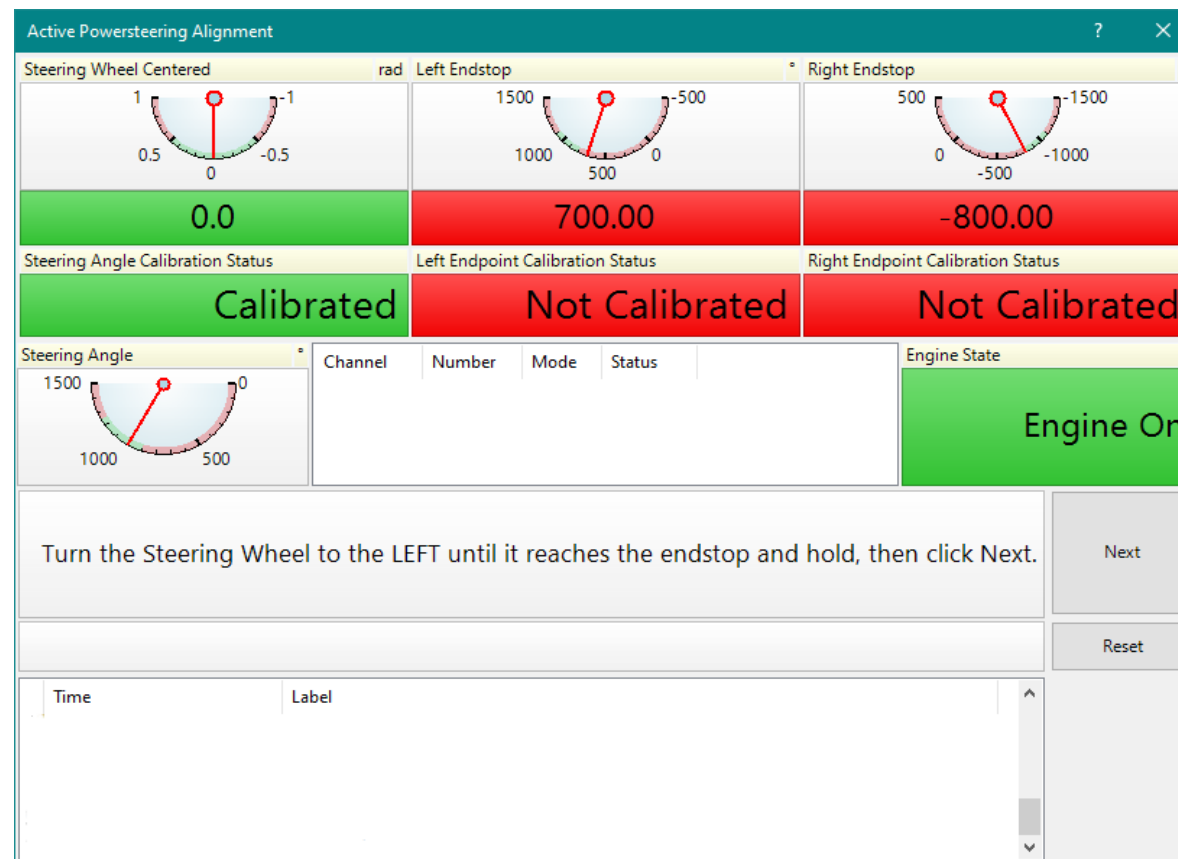 Active Powersteering Alignment ?
Steering Wheel Centered rad Left Endstop ° Right Endstop
1 -1 1500 -500 500 -1500
0.5 -0.5 1000 0 0 -1000
0 500 -500
0.0 700.00 -800.00
Steering Angle Calibration Status Left Endpoint Calibration Status Right Endpoint Calibration Status
Calibrated Not Calibrated Not Calibrated
Steering Angle ° Channel Number Mode Status Engine State
1500 0
1000 500
Engine On
Turn the Steering Wheel to the LEFT until it reaches the endstop and hold, then click Next. Next
Reset
Time Label